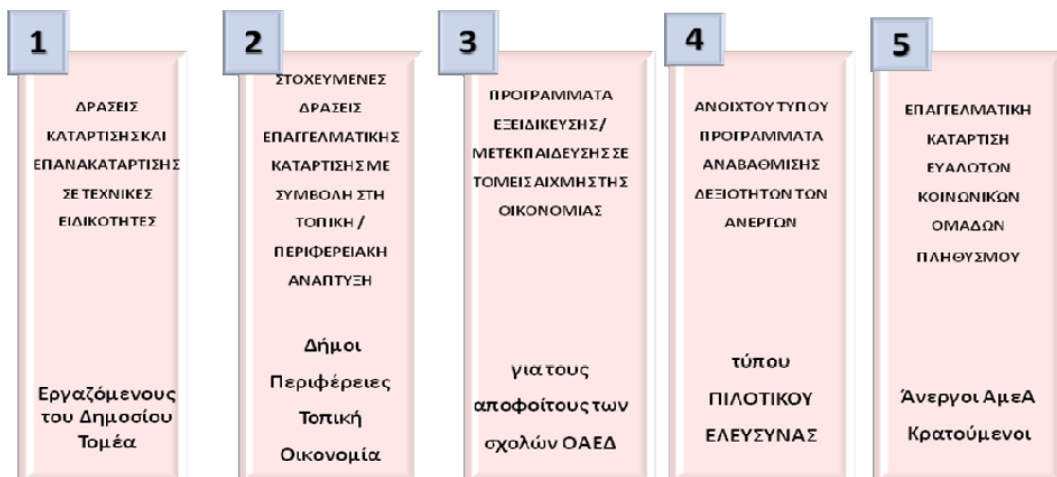 1
ΔΡΑΣΕΙΣ
ΚΑΤΑΡΤΙΣΗΣ ΚΑΙ
ΕΠΑΝΑΚΑΤΑΡΤΙΣΗΣ
ΣΕ ΤΕΧΝΙΚΕΣ
ΕΙΔΙΚΟΤΗΤΕΣ
Εργαζόμενους
του Δημοσίου
Τομέα
2
ΣΤΟΧΕΥΜΕΝΕΣ
ΔΡΑΣΕΙΣ
ΕΠΑΓΓΕΛΜΑΤΙΚΗΣ
ΚΑΤΑΡΤΙΣΗΣ ΜΕ
ΣΥΜΒΟΛΗ ΣΤΗ
ΤΟΠΙΚΗ /
ΠΕΡΙΦΕΡΕΙΑΚΗ
ΑΝΑΠΤΥΞΗ
Δήμοι
Περιφέρειες
Τοπική
Οικονομία
3
ΠΡΟΓΡΑΜΜΑΤΑ
ΕΞΕΙΔΙΚΕΥΣΗΣ/
ΜΕΤΕΚΠΑΙΔΕΥΣΗΣ ΣΕ
ΤΟΜΕΙΣ ΑΙΧΜΗΣ ΤΗΣ
ΟΙΚΟΝΟΜΙΑΣ
για τους
αποφοίτους των
σχολών ΟΑΕΔ
4
ΑΝΟΙΧΤΟΥ ΤΥΠΟΥ
ΠΡΟΓΡΑΜΜΑΤΑ
ΑΝΑΒΑΘΜΙΣΗΣ
ΔΕΞΙΟΤΗΤΩΝ ΤΩΝ
ΑΝΕΡΓΩΝ
τύπου
ΠΙΛΟΤΙΚΟΥ
ΕΛΕΥΣΥΝΑΣ
5
ΕΠΑΓΓΕΛΜΑΤΙΚΗ
ΚΑΤΑΡΤΙΣΗ
ΕΥΑΛΩΤΩΝ
ΚΟΙΝΩΝΙΚΩΝ
ΟΜΑΔΩΝ
ΠΛΗΘΥΣΜΟΥ
Άνεργοι ΑμεΑ
Κρατούμενοι